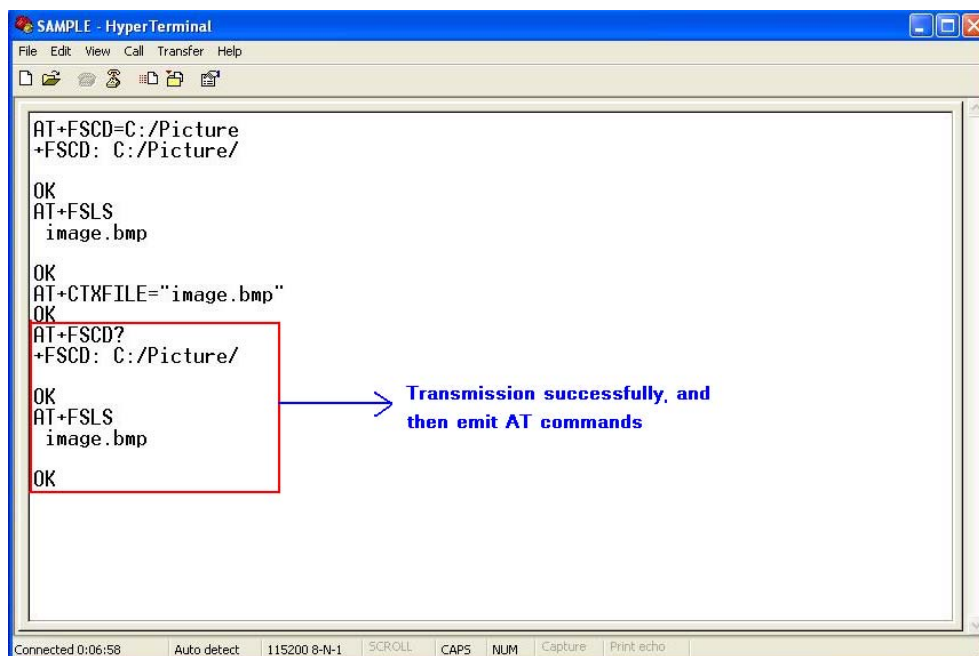 SAMPLE - HyperTerminal
File Edit View Call Transfer Help
AT+FSCD=C:/Picture
+FSCD: C:/Picture/
OK
AT+FSLS
image.bmp
OK
AT+CTXFILE="image.bmp"
OK
AT+FSCD?
+FSCD: C:/Picture/
OK
AT+FSLS
image.bmp
OK
Transmission successfully, and
then emit AT commands
Connected 0:06:58 Auto detect 115200 8-N-1 SCROLL CAPS NUM Capture Print echo